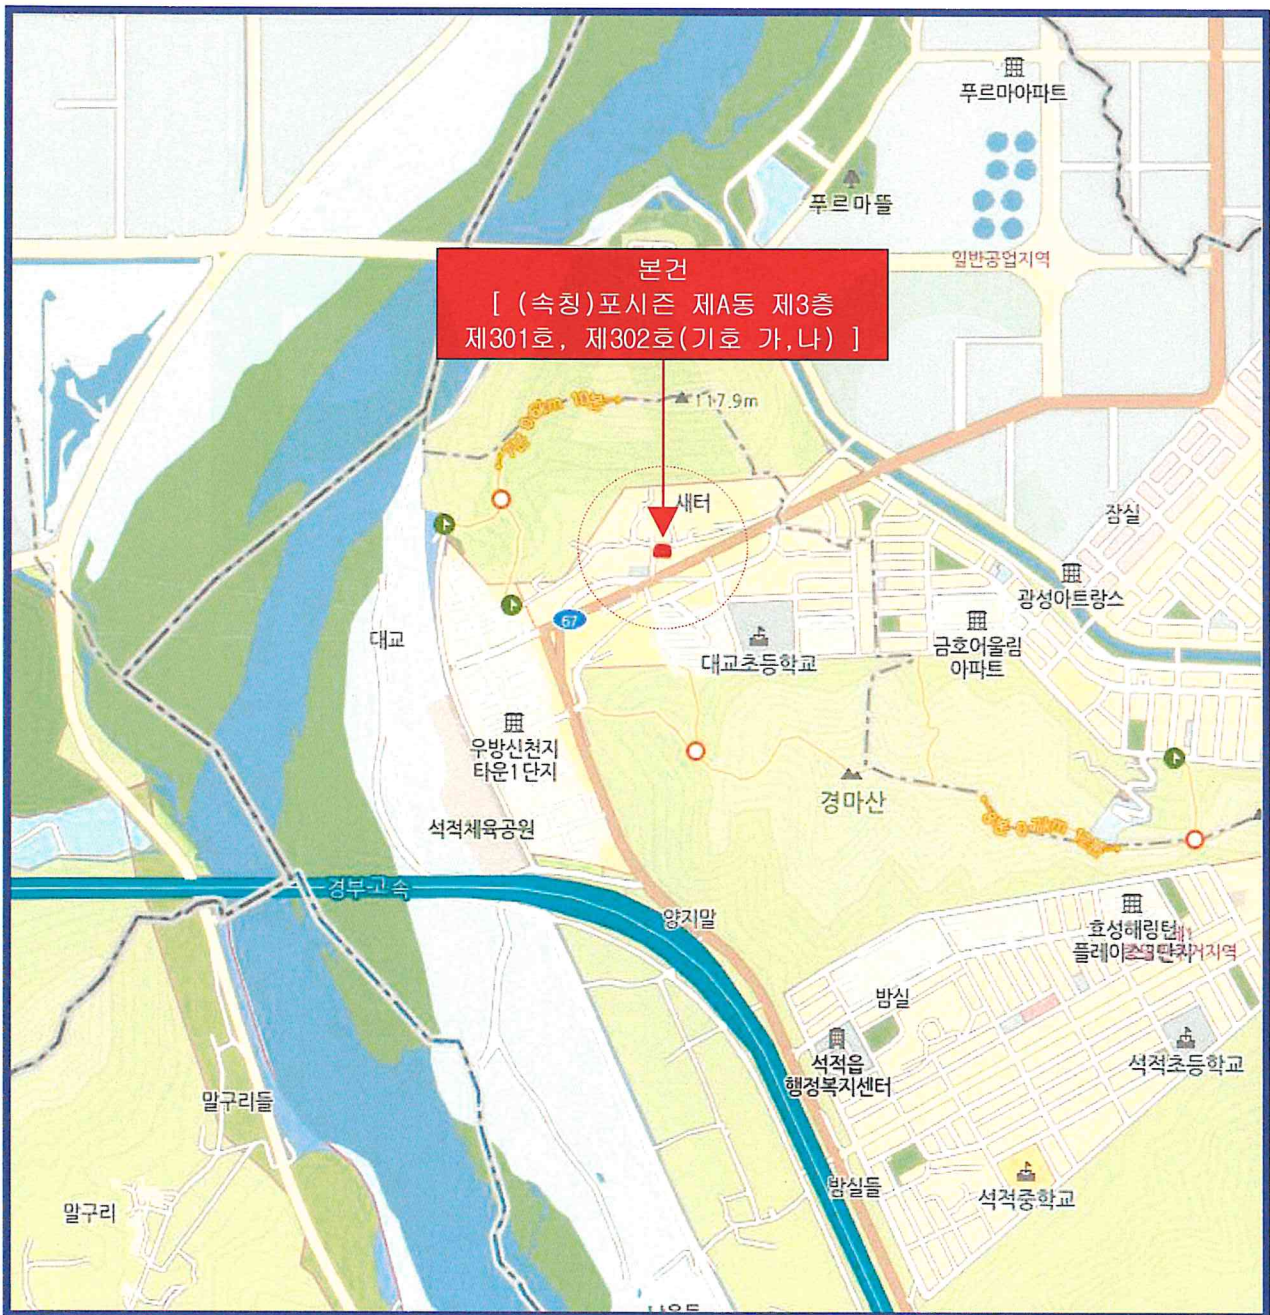 푸르마아파트
푸르마뜰
일반공업지역
본건
[ (속칭)포시즌 제A동 제3층
제301호, 제302호(기호 가,나) ]
117.9m
새터
잠실
광성아트랑스
67
금호어울림
아파트
대교
대교초등학교
우방신천지
타운1단지
경마산
석적체육공원
경부고속
양지말
효성해링턴
밤실
석적읍
행정복지센터
석적초등학교
말구리들
밤실들
석적중학교
말구리